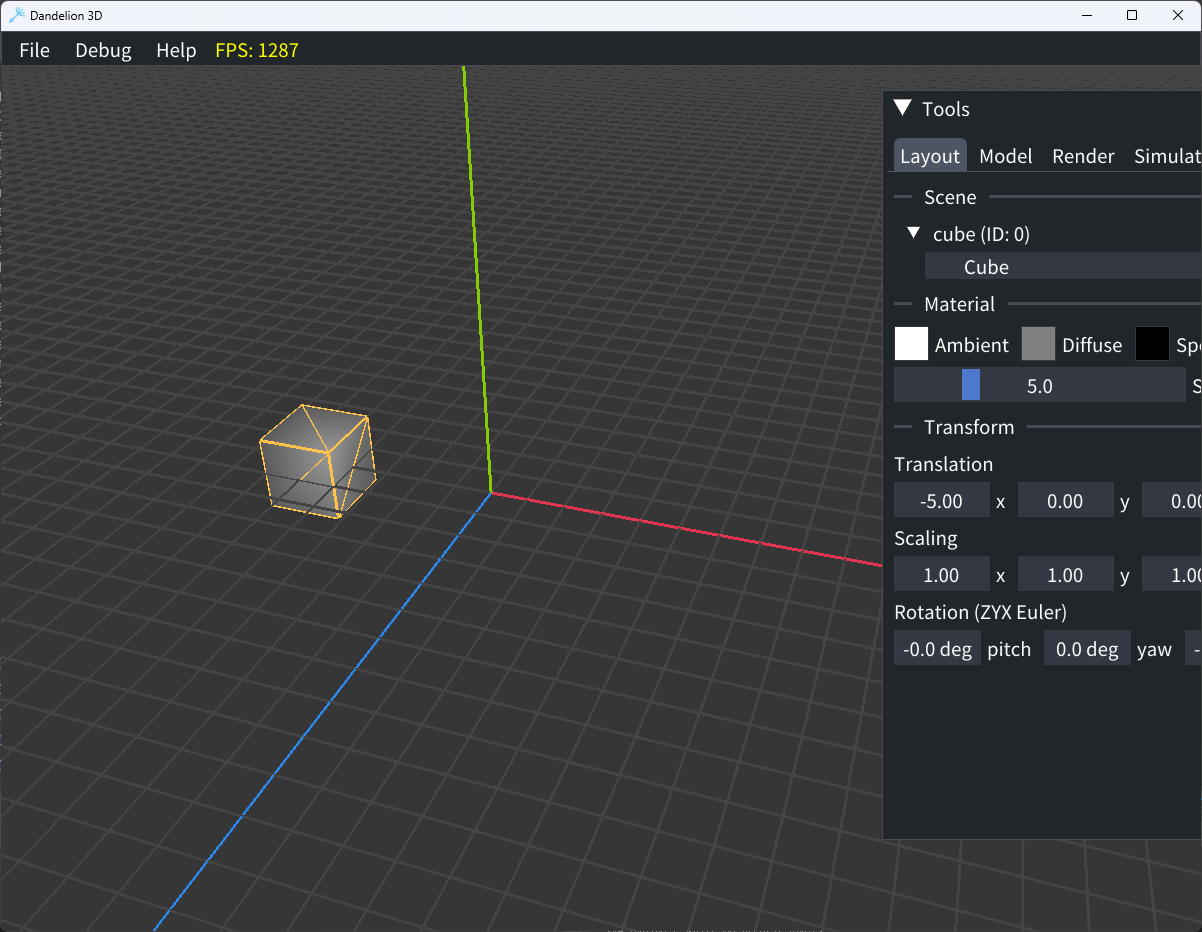 Dandelion 3D
File Debug Help FPS: 1287
Tools
Layout Model Render Simulat
Scene
cube (ID: 0)
Cube
Material
Ambient Diffuse Spe
5.0 S
Transform
Translation
-5.00 x 0.00 y 0.00
Scaling
1.00 x 1.00 y 1.00
Rotation (ZYX Euler)
-0.0 deg pitch 0.0 deg yaw -